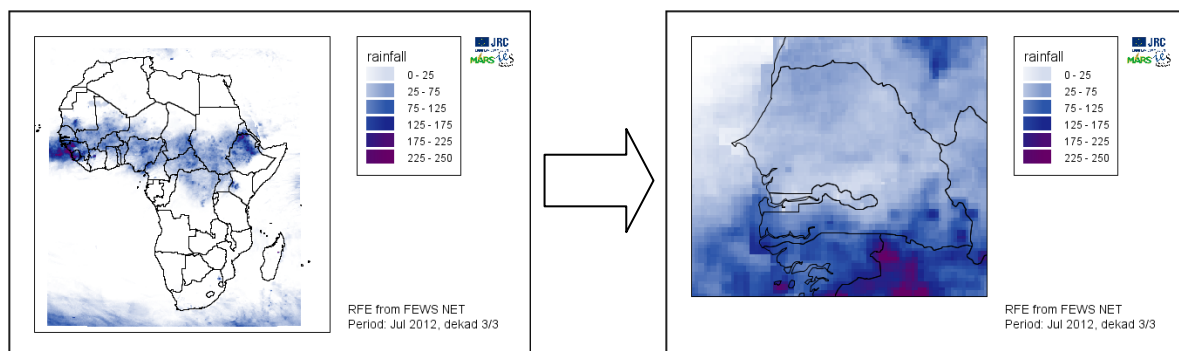 rainfall
0 - 25
25 - 75
75 - 125
125 - 175
175 - 225
225 - 250
JRC
MARS
ies
RFE from FEWS NET
Period: Jul 2012, dekad 3/3
rainfall
0 - 25
25 - 75
75 - 125
125 - 175
175 - 225
225 - 250
JRC
MARS
ies
RFE from FEWS NET
Period: Jul 2012, dekad 3/3